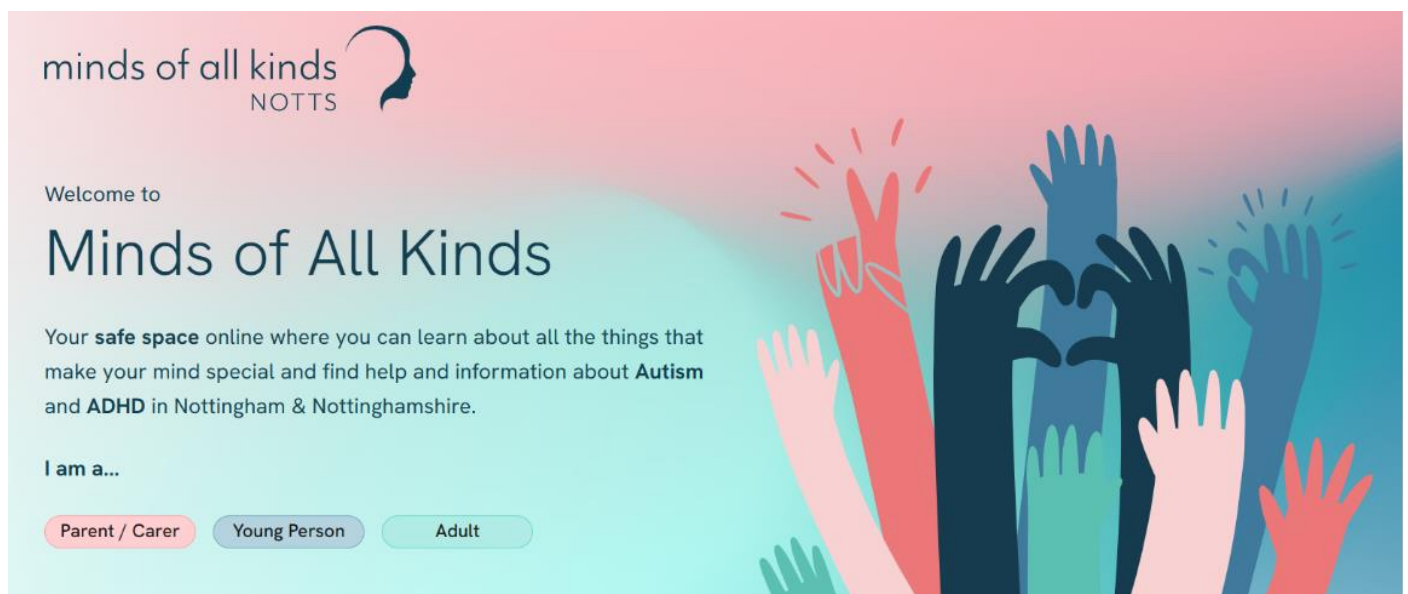 minds of all kinds
NOTTS
Welcome to
Minds of All Kinds
Your safe space online where you can learn about all the things that
make your mind special and find help and information about Autism
and ADHD in Nottingham & Nottinghamshire.
I am a...
Parent / Carer
Young Person
Adult